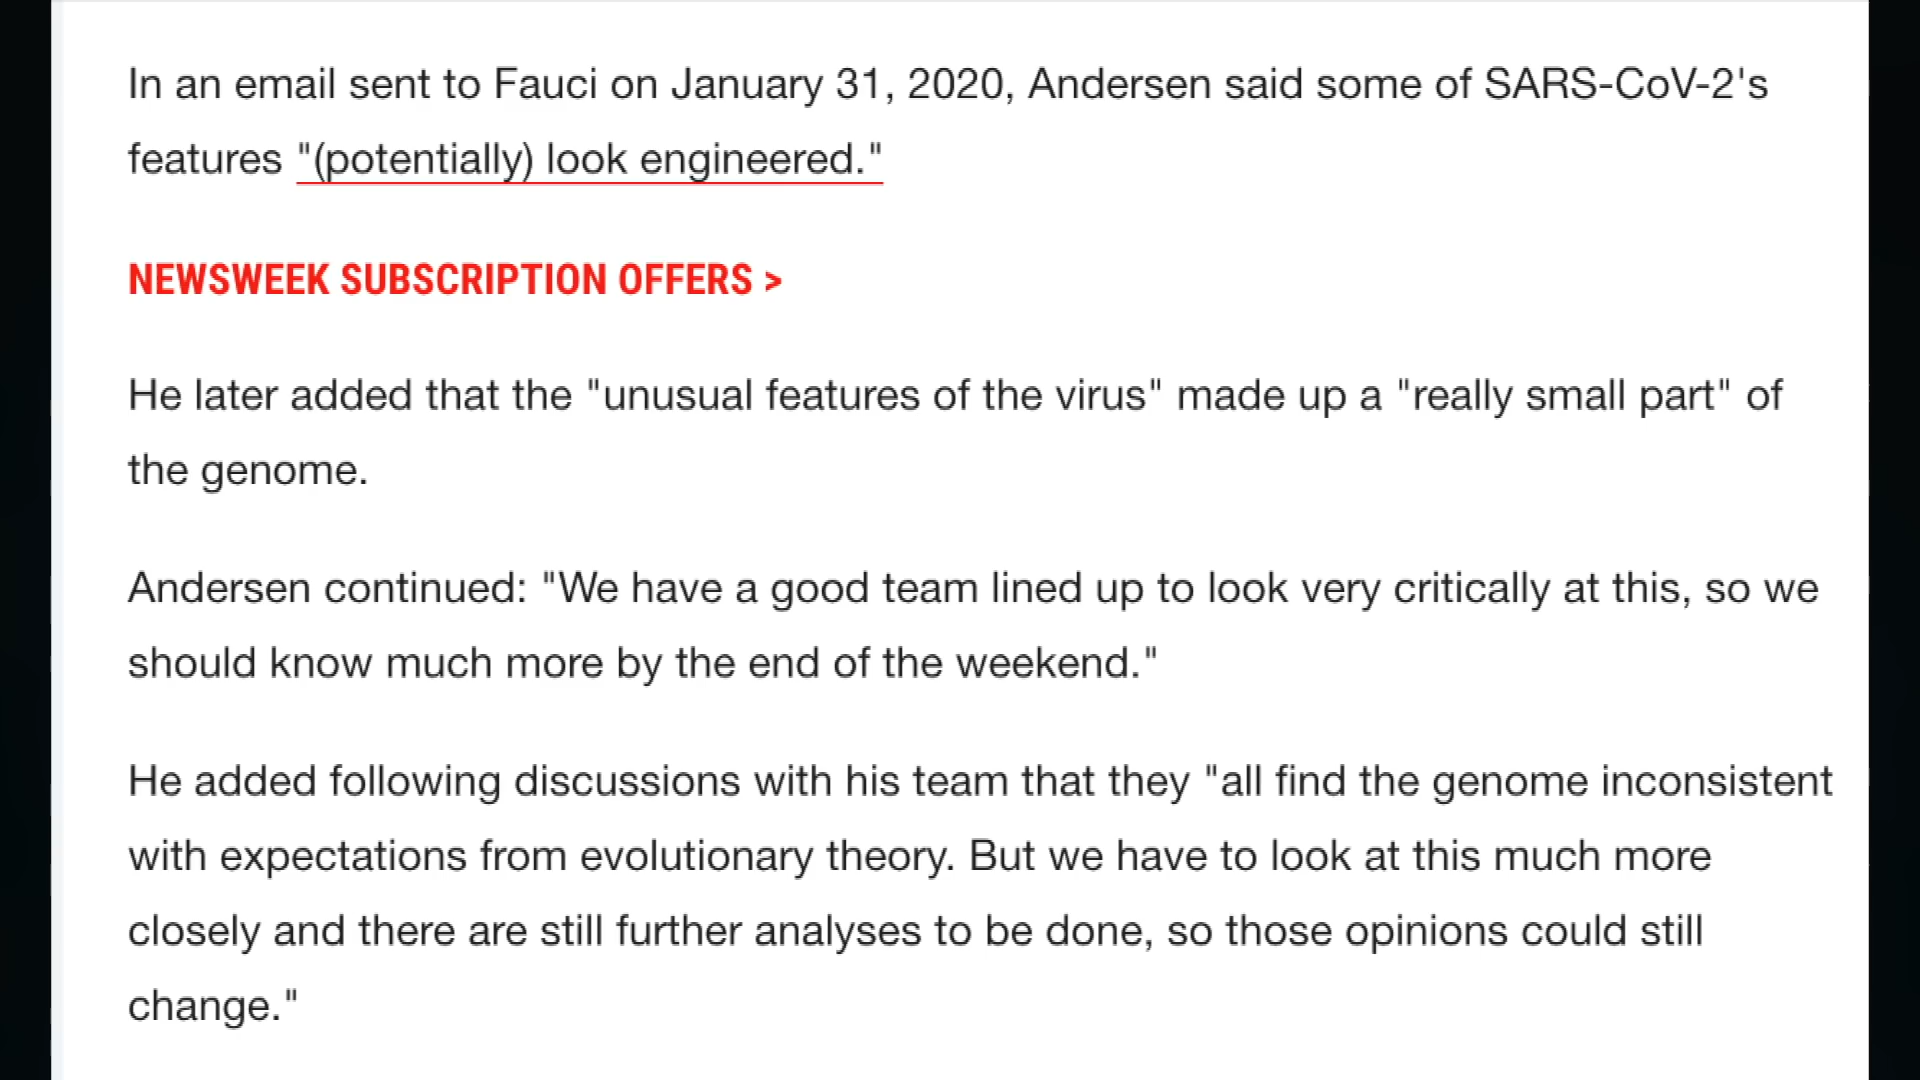 In an email sent to Fauci on January 31, 2020, Andersen said some of SARS-CoV-2's
features "(potentially) look engineered."
NEWSWEEK SUBSCRIPTION OFFERS >
He later added that the "unusual features of the virus" made up a "really small part" of
the genome.
Andersen continued: "We have a good team lined up to look very critically at this, so we
should know much more by the end of the weekend."
He added following discussions with his team that they "all find the genome inconsistent
with expectations from evolutionary theory. But we have to look at this much more
closely and there are still further analyses to be done, so those opinions could still
change."